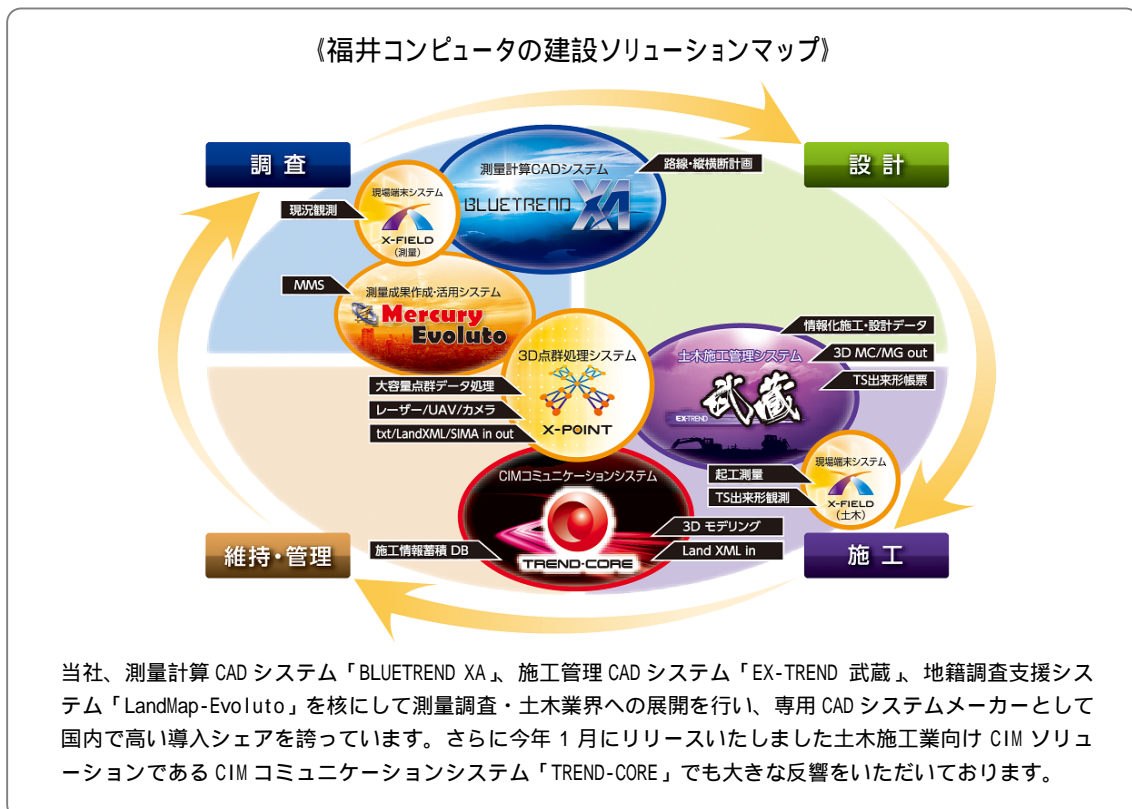 《福井コンピュータの建設ソリューションマップ》
調査
設計
測量計算CADシステム
BLUETREND XA
路線・縦横断計画
現場端末システム
X-FIELD
(測量)
現況観測
MMS
測量成果作成・活用システム
Mercury
Evoluto
3D点群処理システム
X-POINT
大容量点群データ処理
レーザー/UAV/カメラ
txt/LandXML/SIMA in out
情報化施工・設計データ
土木施工管理システム
3D MC/MG out
TS出来形帳票
EX-TREND
武蔵
起工測量
TS出来形観測
現場端末システム
X-FIELD
(土木)
CIMコミュニケーションシステム
TREND-CORE
3D モデリング
Land XML in
施工情報蓄積 DB
維持・管理
施工
当社、測量計算 CAD システム「BLUETREND XA」、施工管理 CAD システム「EX-TREND 武蔵」、地籍調査支援シス
テム「LandMap-Evoluto」を核にして測量調査・土木業界への展開を行い、専用 CAD システムメーカーとして
国内で高い導入シェアを誇っています。さらに今年 1 月にリリースいたしました土木施工業向け CIM ソリュ
ーションである CIM コミュニケーションシステム「TREND-CORE」でも大きな反響をいただいております。